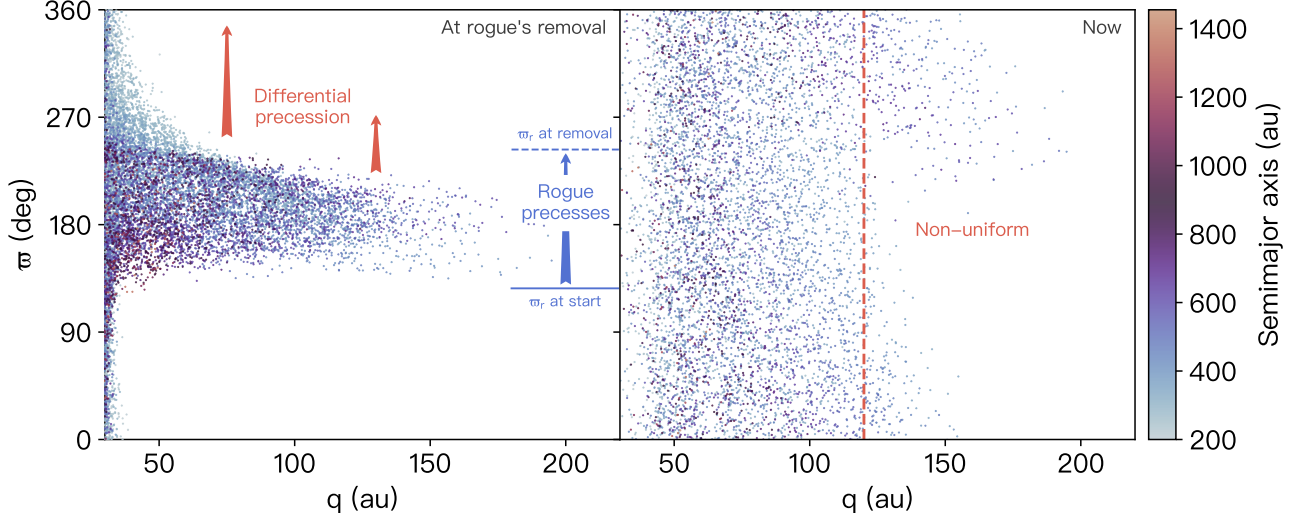 At rogue's removal
Differential
precession
ϖr at removal
Rogue
precesses
ϖr at start
360
270
180
90
0
ϖ (deg)
50
100
150
200
q (au)
Now
Non-uniform
50
100
150
200
q (au)
1400
1200
1000
800
600
400
200
Semimajor axis (au)